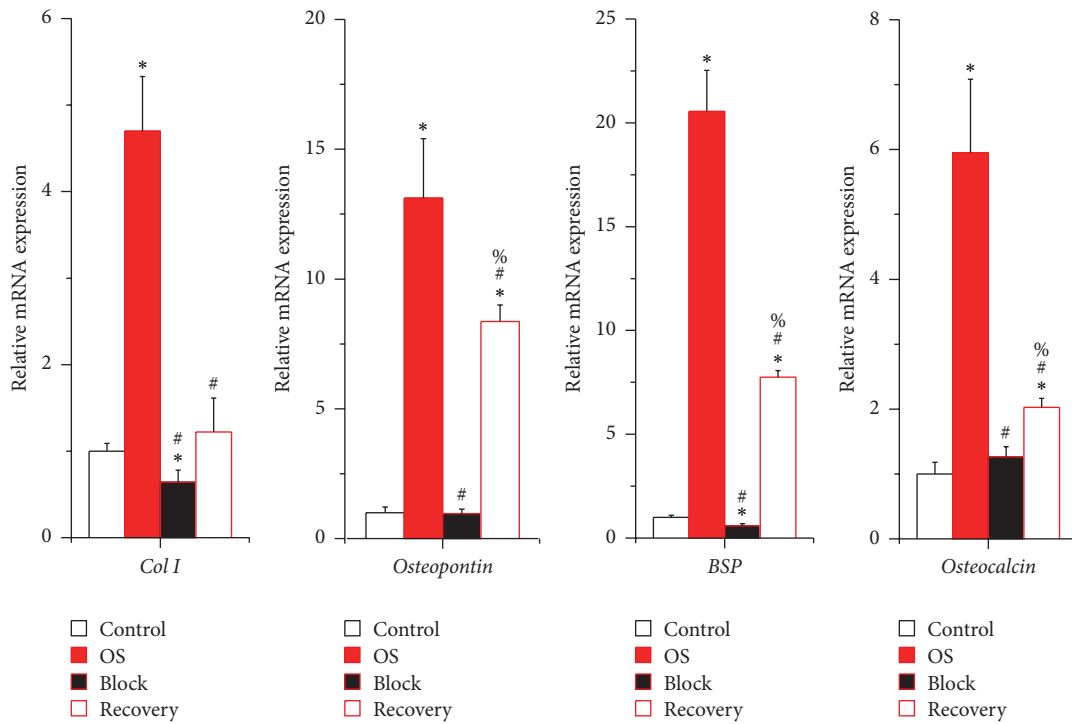 Relative mRNA expression
6
4
2
0
*
#
*
#
Col I
Control
OS
Block
Recovery
Relative mRNA expression
20
15
10
5
0
*
#
%
#
*
Osteopontin
Control
OS
Block
Recovery
Relative mRNA expression
25
20
15
10
5
0
*
#
*
%
#
*
BSP
Control
OS
Block
Recovery
Relative mRNA expression
8
6
4
2
0
*
#
%
#
*
Osteocalcin
Control
OS
Block
Recovery